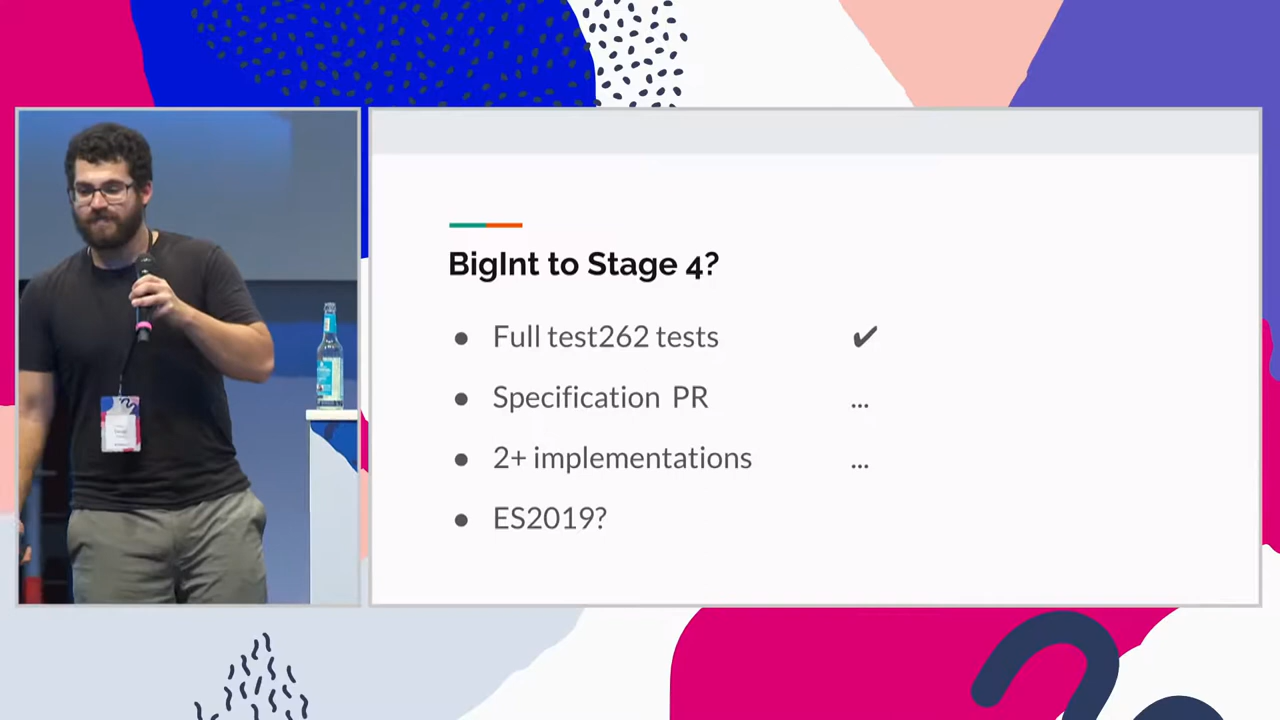 BigInt to Stage 4?
● Full test262 tests ✔
● Specification PR ...
● 2+ implementations ...
● ES2019?